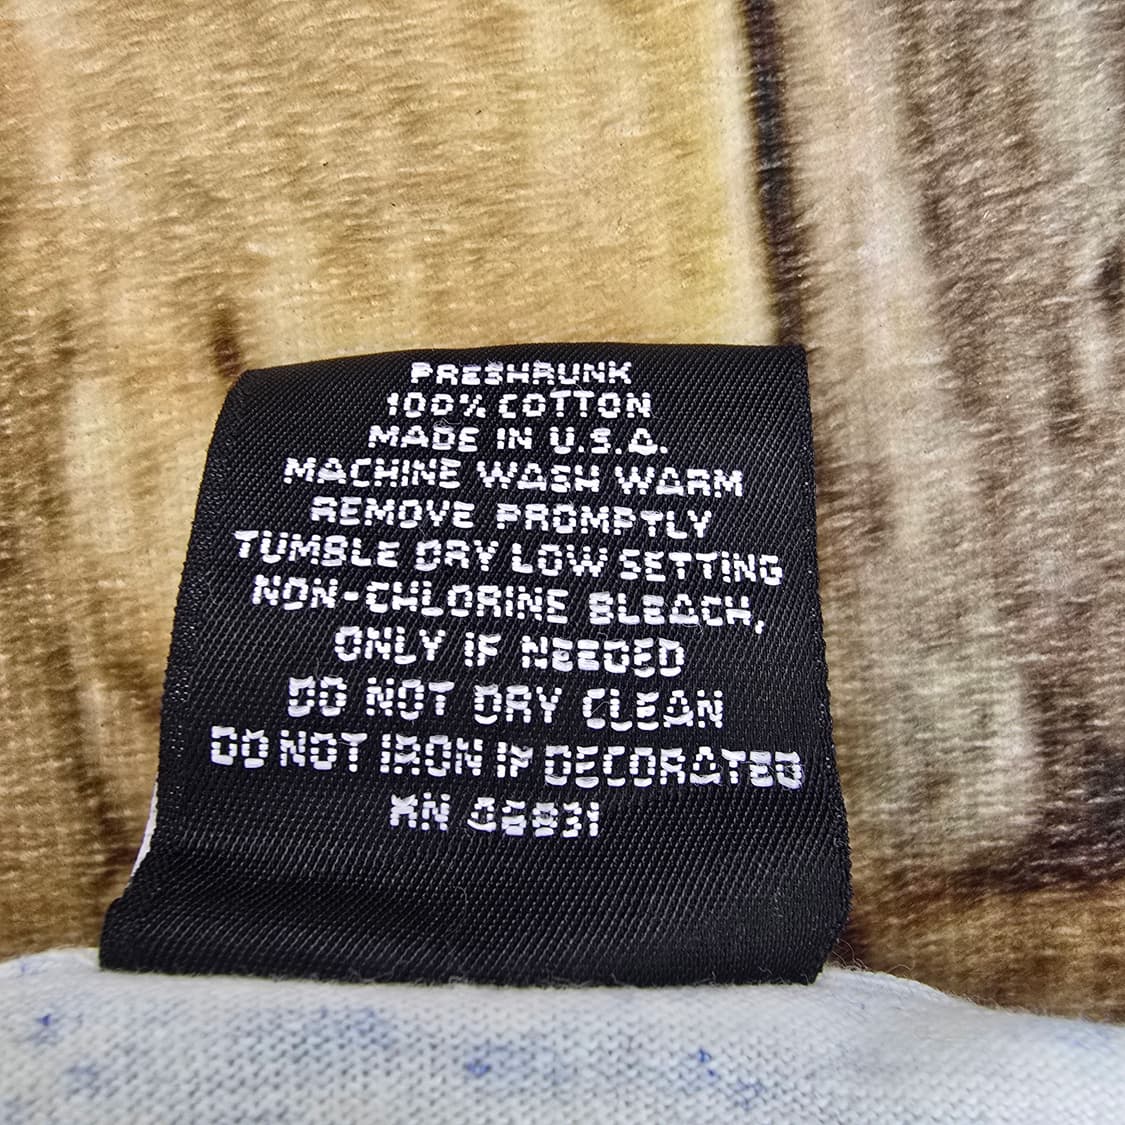 PRESHRUNK
100% COTTON
MADE IN U.S.A.
MACHINE WASH WARM
REMOVE PROMPTLY
TUMBLE DRY LOW SETTING
NON-CHLORINE BLEACH,
ONLY IF NEEDED
DO NOT DRY CLEAN
DO NOT IRON IF DECORATED